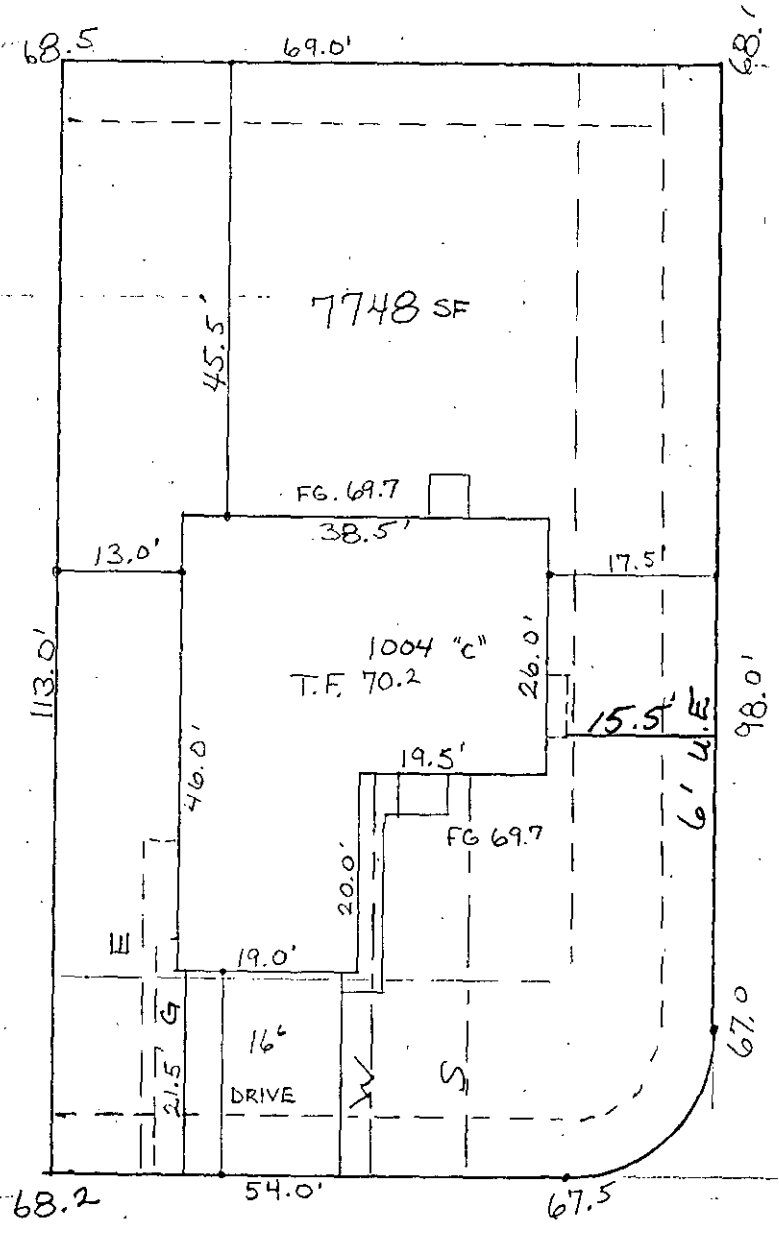 68.5
69.0'
68.1
7748 SF
45.5'
FG. 69.7
38.5'
13.0'
17.5'
113.0'
1004 "C"
T.F. 70.2
26.0'
15.5'
6' U.E
98.0'
46.0'
19.5'
FG 69.7
20.0'
E
19.0'
G
16⁶
21.5
DRIVE
W
S
67.0
68.2
54.0'
67.5